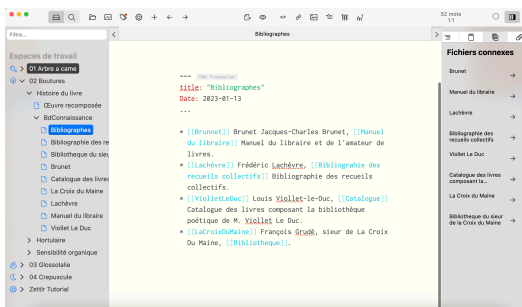 52 mots
1:1
Filtre...
Bibliographes
Espaces de travail
01 Arbre a came
02 Boutures
Histoire du livre
Œuvre recomposée
BdConnaissance
Bibliographes
Bibliographie des re
Bibliotheque du sieu
Brunet
Catalogue des livres
La Croix du Maine
Lachèvre
Manuel du libraire
Viollet Le Duc
Hortulaire
Sensibilité organique
03 Glossolalie
04 Crepuscule
Zettlr Tutorial
--- YAML Frontmatter
title: "Bibliographes"
Date: 2023-01-13
...
* [[Brunnet]] Brunet Jacques-Charles Brunet, [[Manuel
du libraire]] Manuel du libraire et de l'amateur de
livres.
* [[Lachèvre]] Frédéric Lachèvre, [[Bibliograhie des
recueils collectifs]] Bibliographie des recueils
collectifs.
* [[ViolletLeDuc]] Louis Viollet-le-Duc, [[Catalogue]]
Catalogue des livres composant la bibliothèque
poétique de M. Viollet Le Duc.
* [[LaCroixDuMaine]] François Grudé, sieur de La Croix
Du Maine, [[Bibliotheque]].
Fichiers connexes
Brunet
Manuel du libraire
Lachèvre
Bibliographie des
recueils collectifs
Viollet Le Duc
Catalogue des livres
composant la...
La Croix du Maine
Bibliotheque du sieur
de la Croix du Maine